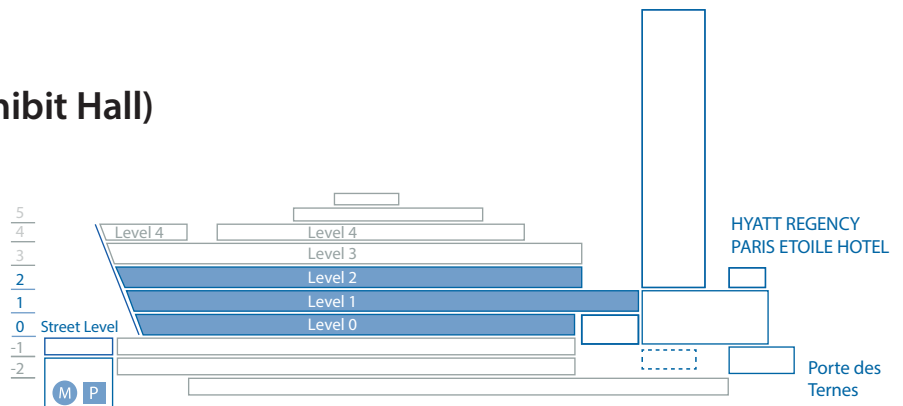 hibit Hall)
5
4
3
2
1
0
-1
-2
Street Level
Level 4
Level 4
Level 3
Level 2
Level 1
Level 0
M
P
HYATT REGENCY
PARIS ETOILE HOTEL
Porte des
Ternes